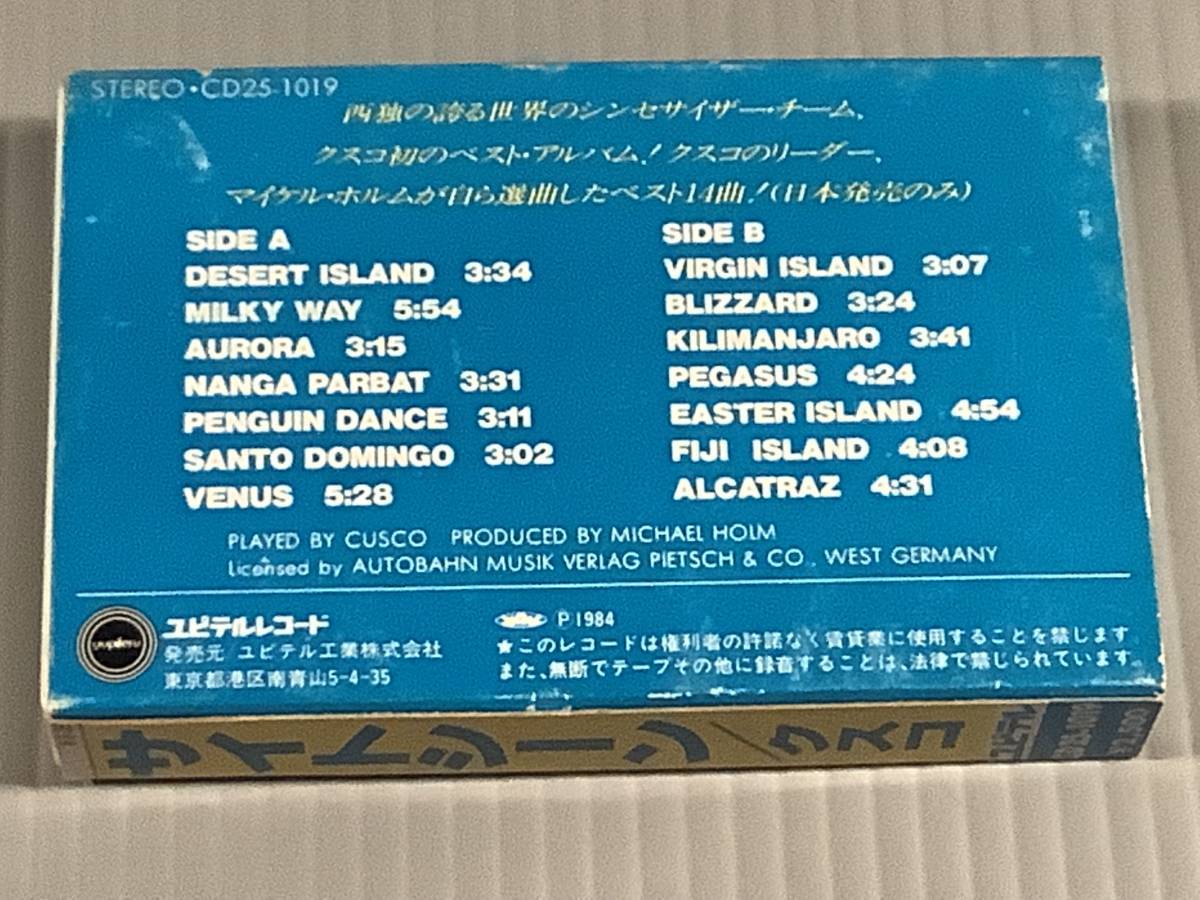 STEREO・CD25-1019
西独の誇る世界のシンセサイザー・チーム、
クスコ初のベスト・アルバム!クスコのリーダー、
マイケル・ホルムが自ら選曲したベスト14曲!(日本発売のみ)
SIDE A
DESERT ISLAND 3:34
MILKY WAY 5:54
AURORA 3:15
NANGA PARBAT 3:31
PENGUIN DANCE 3:11
SANTO DOMINGO 3:02
VENUS 5:28
SIDE B
VIRGIN ISLAND 3:07
BLIZZARD 3:24
KILIMANJARO 3:41
PEGASUS 4:24
EASTER ISLAND 4:54
FIJI ISLAND 4:08
ALCATRAZ 4:31
PLAYED BY CUSCO PRODUCED BY MICHAEL HOLM
Licensed by AUTOBAHN MUSIK VERLAG PIETSCH & CO., WEST GERMANY
ユピテルレコード
発売元 ユピテル工業株式会社
東京都港区南青山5-4-35
P 1984
★このレコードは権利者の許諾なく賃貸業に使用することを禁じます
また、無断でテープその他に録音することは、法律で禁じられています。
サイトシーン/クスコ